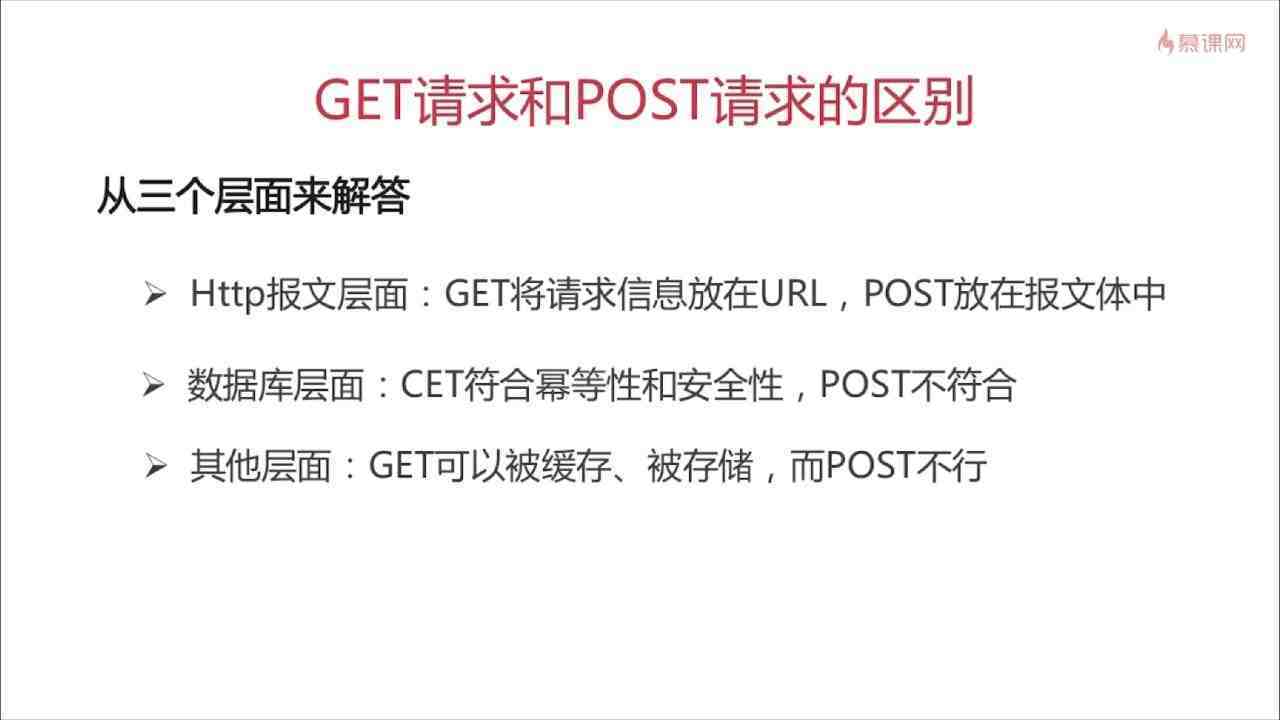 慕课网
GET请求和POST请求的区别
从三个层面来解答
Http报文层面：GET将请求信息放在URL，POST放在报文体中
数据库层面：CET符合幂等性和安全性，POST不符合
其他层面：GET可以被缓存、被存储，而POST不行